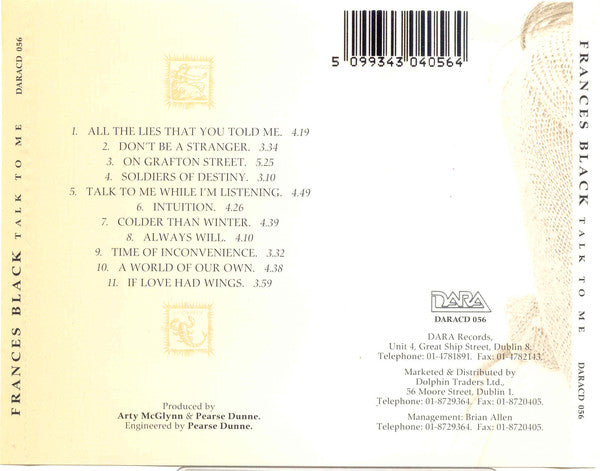 FRANCES BLACK TALK TO ME DARACD 056
5 099343 040564
1. ALL THE LIES THAT YOU TOLD ME. 4.19
2. DON'T BE A STRANGER. 3.34
3. ON GRAFTON STREET. 5.25
4. SOLDIERS OF DESTINY. 3.10
5. TALK TO ME WHILE I'M LISTENING. 4.49
6. INTUITION. 4.26
7. COLDER THAN WINTER. 4.39
8. ALWAYS WILL. 4.10
9. TIME OF INCONVENIENCE. 3.32
10. A WORLD OF OUR OWN. 4.38
11. IF LOVE HAD WINGS. 3.59
Produced by
Arty McGlynn & Pearse Dunne.
Engineered by Pearse Dunne.
DARA
DARACD 056
DARA Records,
Unit 4, Great Ship Street, Dublin 8.
Telephone: 01-4781891. Fax: 01-4782143.
Marketed & Distributed by
Dolphin Traders Ltd.,
56 Moore Street, Dublin 1.
Telephone: 01-8729364. Fax: 01-8720405.
Management: Brian Allen
Telephone: 01-8729364. Fax: 01-8720405.
FRANCES BLACK TALK TO ME DARACD 056